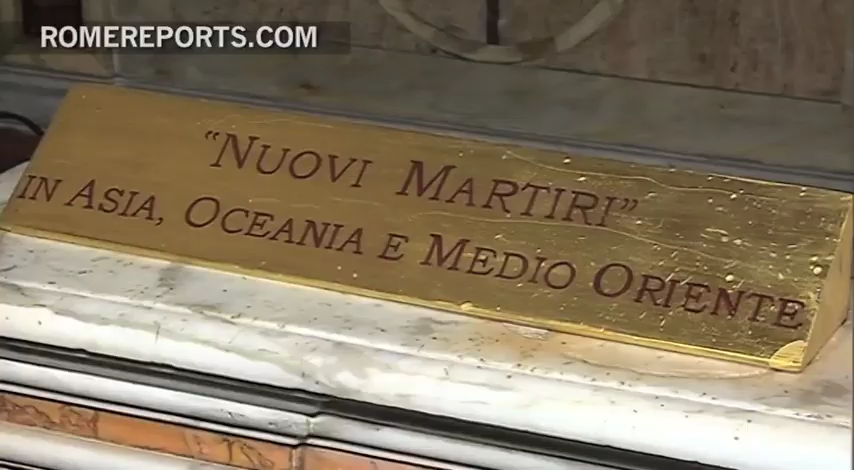 ROMEREPORTS.COM
"NUOVI MARTIRI"
IN ASIA, OCEANIA E MEDIO ORIENTE